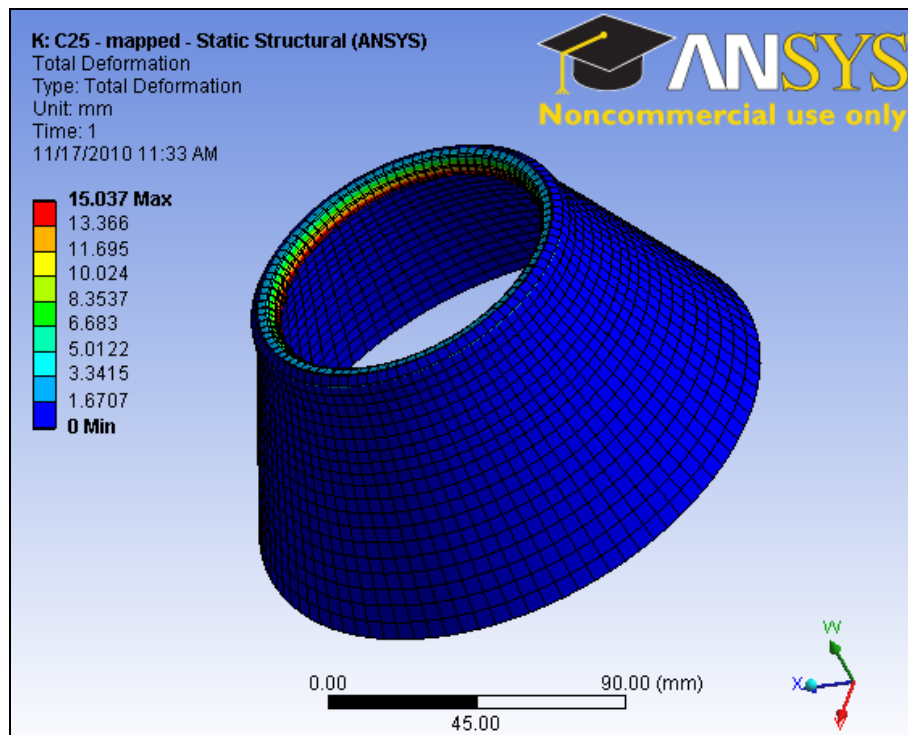 K: C25 - mapped - Static Structural (ANSYS)
Total Deformation
Type: Total Deformation
Unit: mm
Time: 1
11/17/2010 11:33 AM
ANSYS
Noncommercial use only
15.037 Max
13.366
11.695
10.024
8.3537
6.683
5.0122
3.3415
1.6707
0 Min
0.00
90.00 (mm)
45.00
X